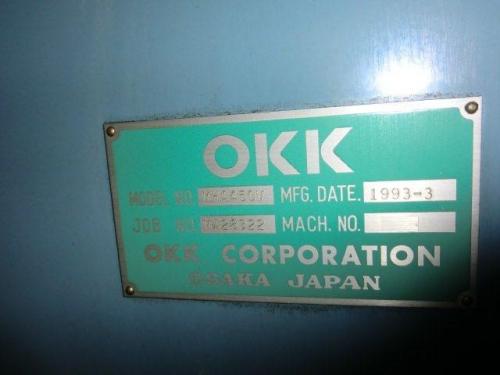 OKK
MODEL NO. MFG. DATE. 1993-3
JOB NO. MACH. NO.
OKK CORPORATION
OSAKA JAPAN